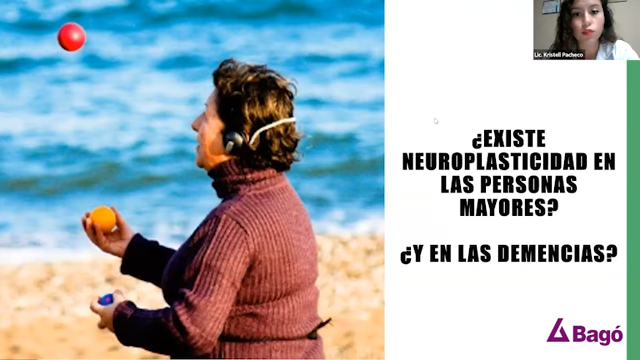 Lic. Kristell Pacheco
¿EXISTE
NEUROPLASTICIDAD EN
LAS PERSONAS
MAYORES?
¿Y EN LAS DEMENCIAS?
Bagó